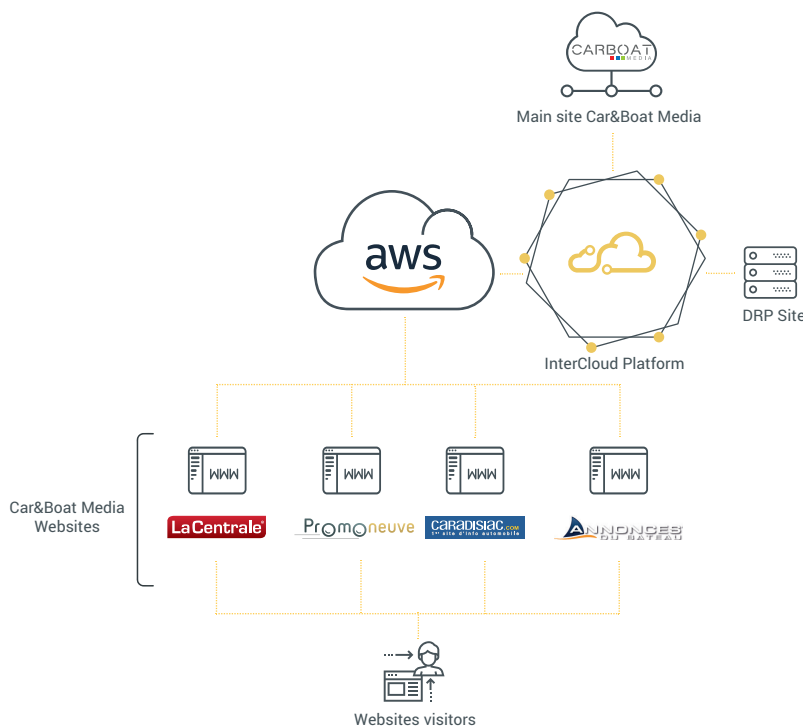 CARBOAT
MEDIA
Main site Car&Boat Media
aws
DRP Site
InterCloud Platform
WWW
WWW
WWW
WWW
Car&Boat Media
Websites
LaCentrale®
Promoneuve
CARADISIAC.COM
1er site d'info automobile
ANNONCES
DU BATEAU
Websites visitors